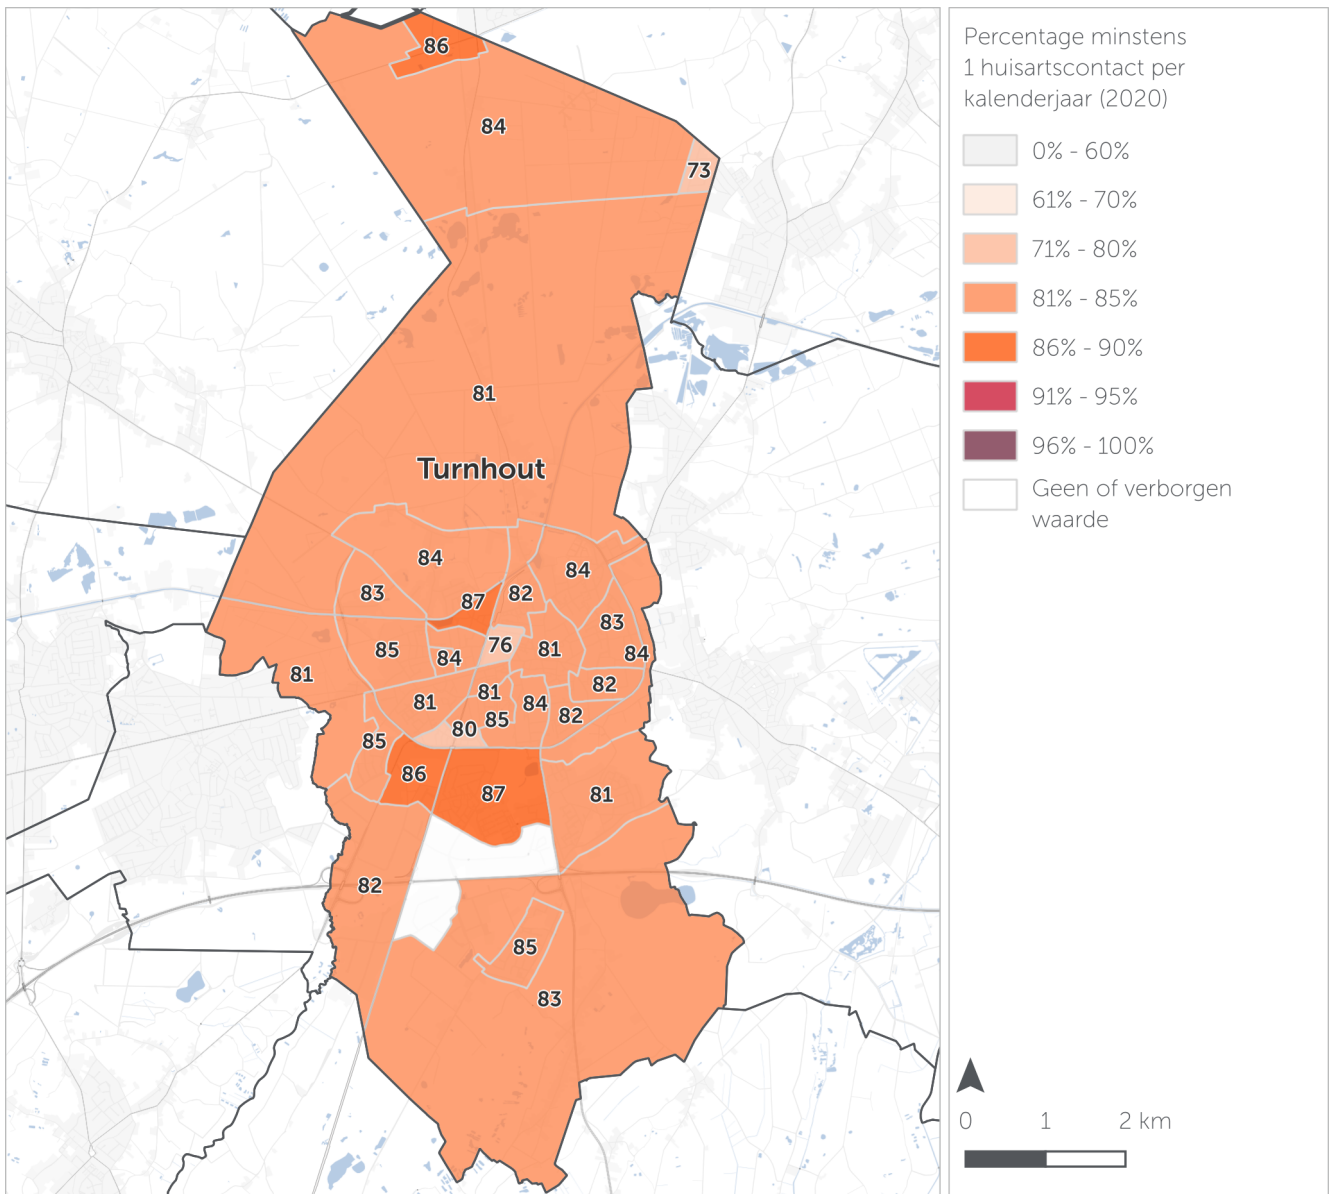 Percentage minstens
1 huisartscontact per
kalenderjaar (2020)
0% - 60%
61% - 70%
71% - 80%
81% - 85%
86% - 90%
91% - 95%
96% - 100%
Geen of verborgen
waarde
0 1 2 km
86
84
73
81
Turnhout
84
84
83
87
82
83
85
84
76
81
84
81
81
81
84
82
85
82
80
85
86
87
81
82
85
83